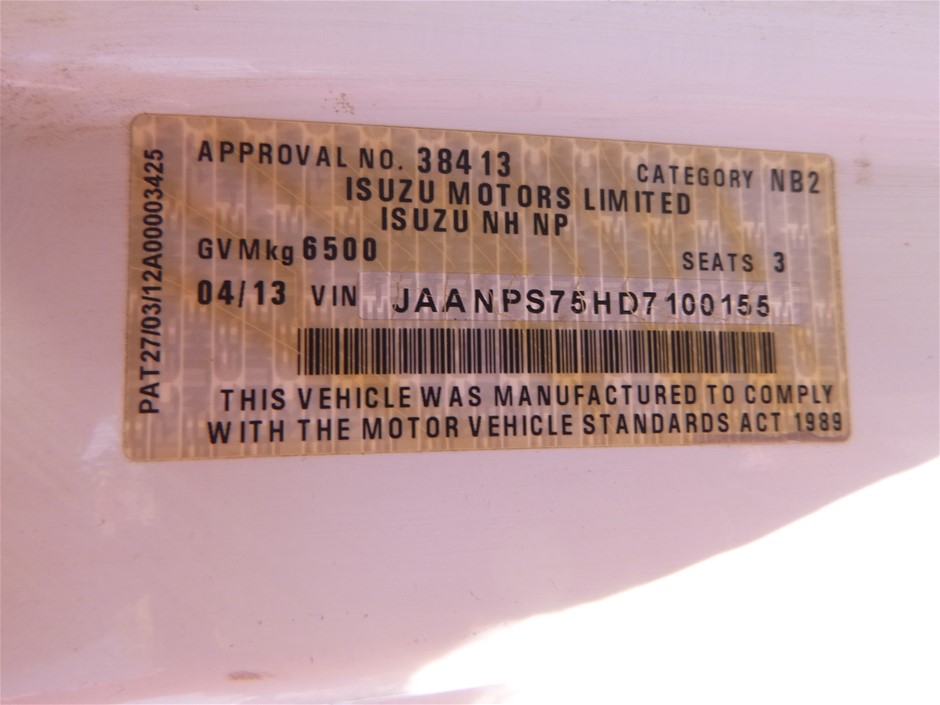 APPROVAL NO. 38413 CATEGORY NB2
ISUZU MOTORS LIMITED
ISUZU NH NP
GVMkg 6500 SEATS 3
04/13 VIN JAANPS75HD7100155
THIS VEHICLE WAS MANUFACTURED TO COMPLY
WITH THE MOTOR VEHICLE STANDARDS ACT 1989
PAT27/03/12A00003425